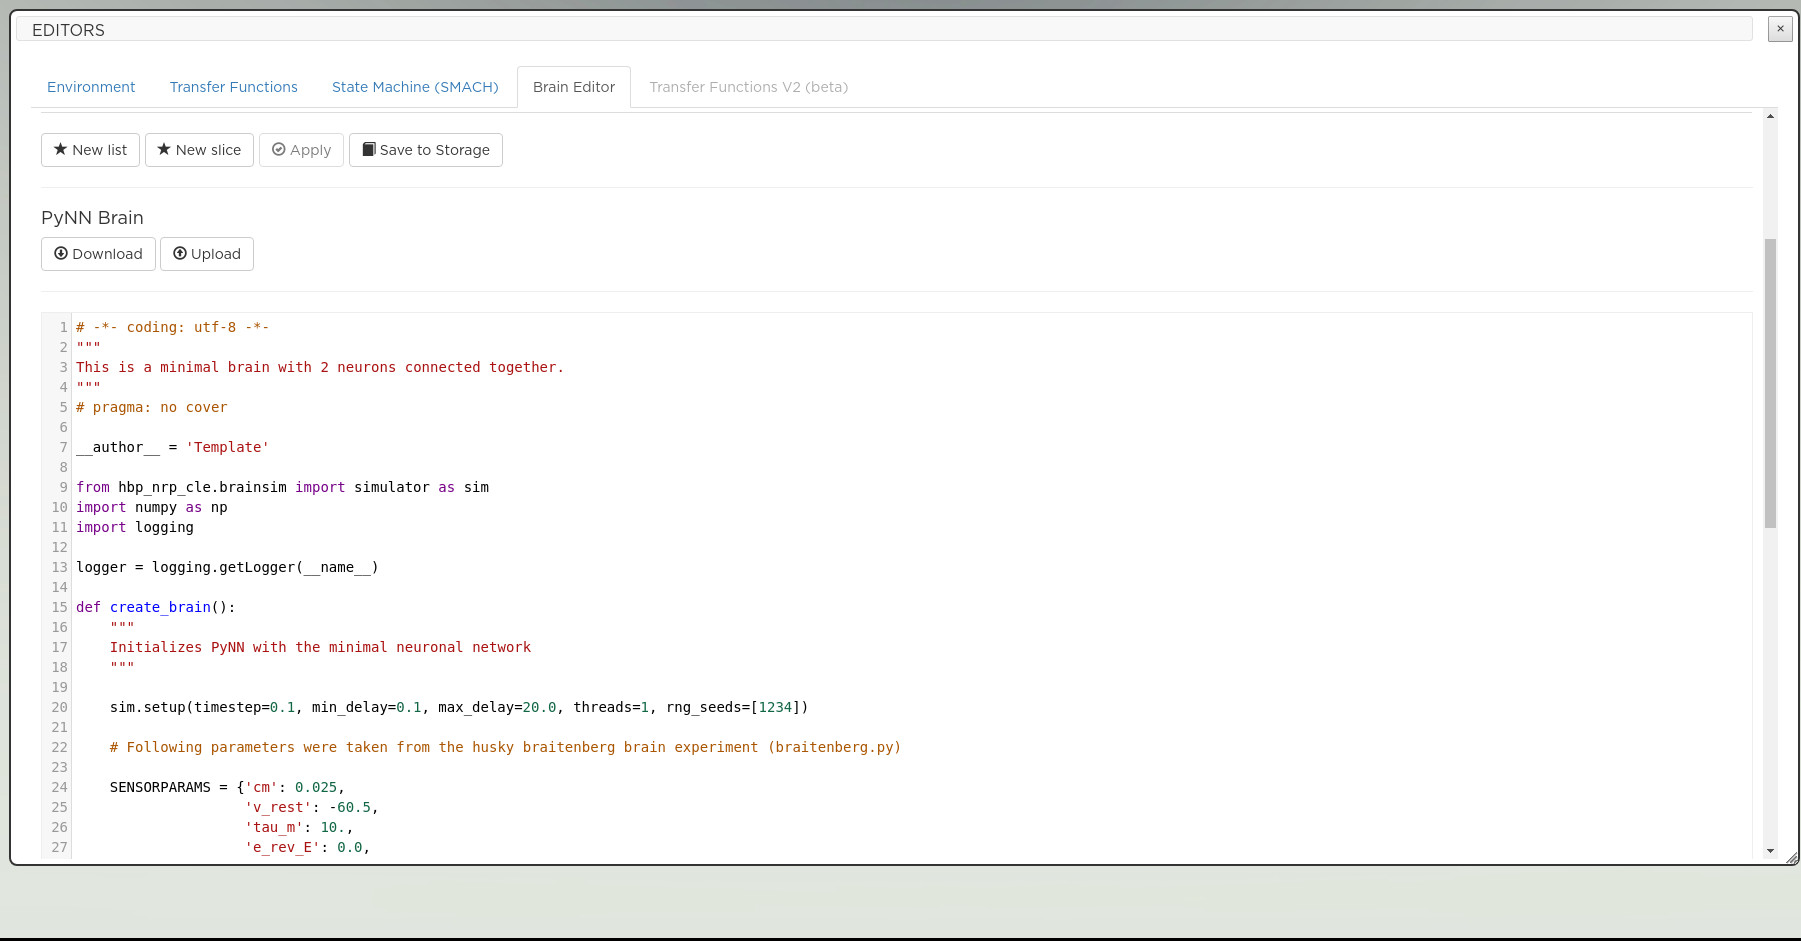 EDITORS
×
Environment Transfer Functions State Machine (SMACH) Brain Editor Transfer Functions V2 (beta)
New list New slice Apply Save to Storage
PyNN Brain
Download Upload
1 # -*- coding: utf-8 -*-
2 """
3 This is a minimal brain with 2 neurons connected together.
4 """
5 # pragma: no cover
6
7 __author__ = 'Template'
8
9 from hbp_nrp_cle.brainsim import simulator as sim
10 import numpy as np
11 import logging
12
13 logger = logging.getLogger(__name__)
14
15 def create_brain():
16     """
17     Initializes PyNN with the minimal neuronal network
18     """
19
20     sim.setup(timestep=0.1, min_delay=0.1, max_delay=20.0, threads=1, rng_seeds=[1234])
21
22     # Following parameters were taken from the husky braitenberg brain experiment (braitenberg.py)
23
24     SENSORPARAMS = {'cm': 0.025,
25                     'v_rest': -60.5,
26                     'tau_m': 10.,
27                     'e_rev_E': 0.0,